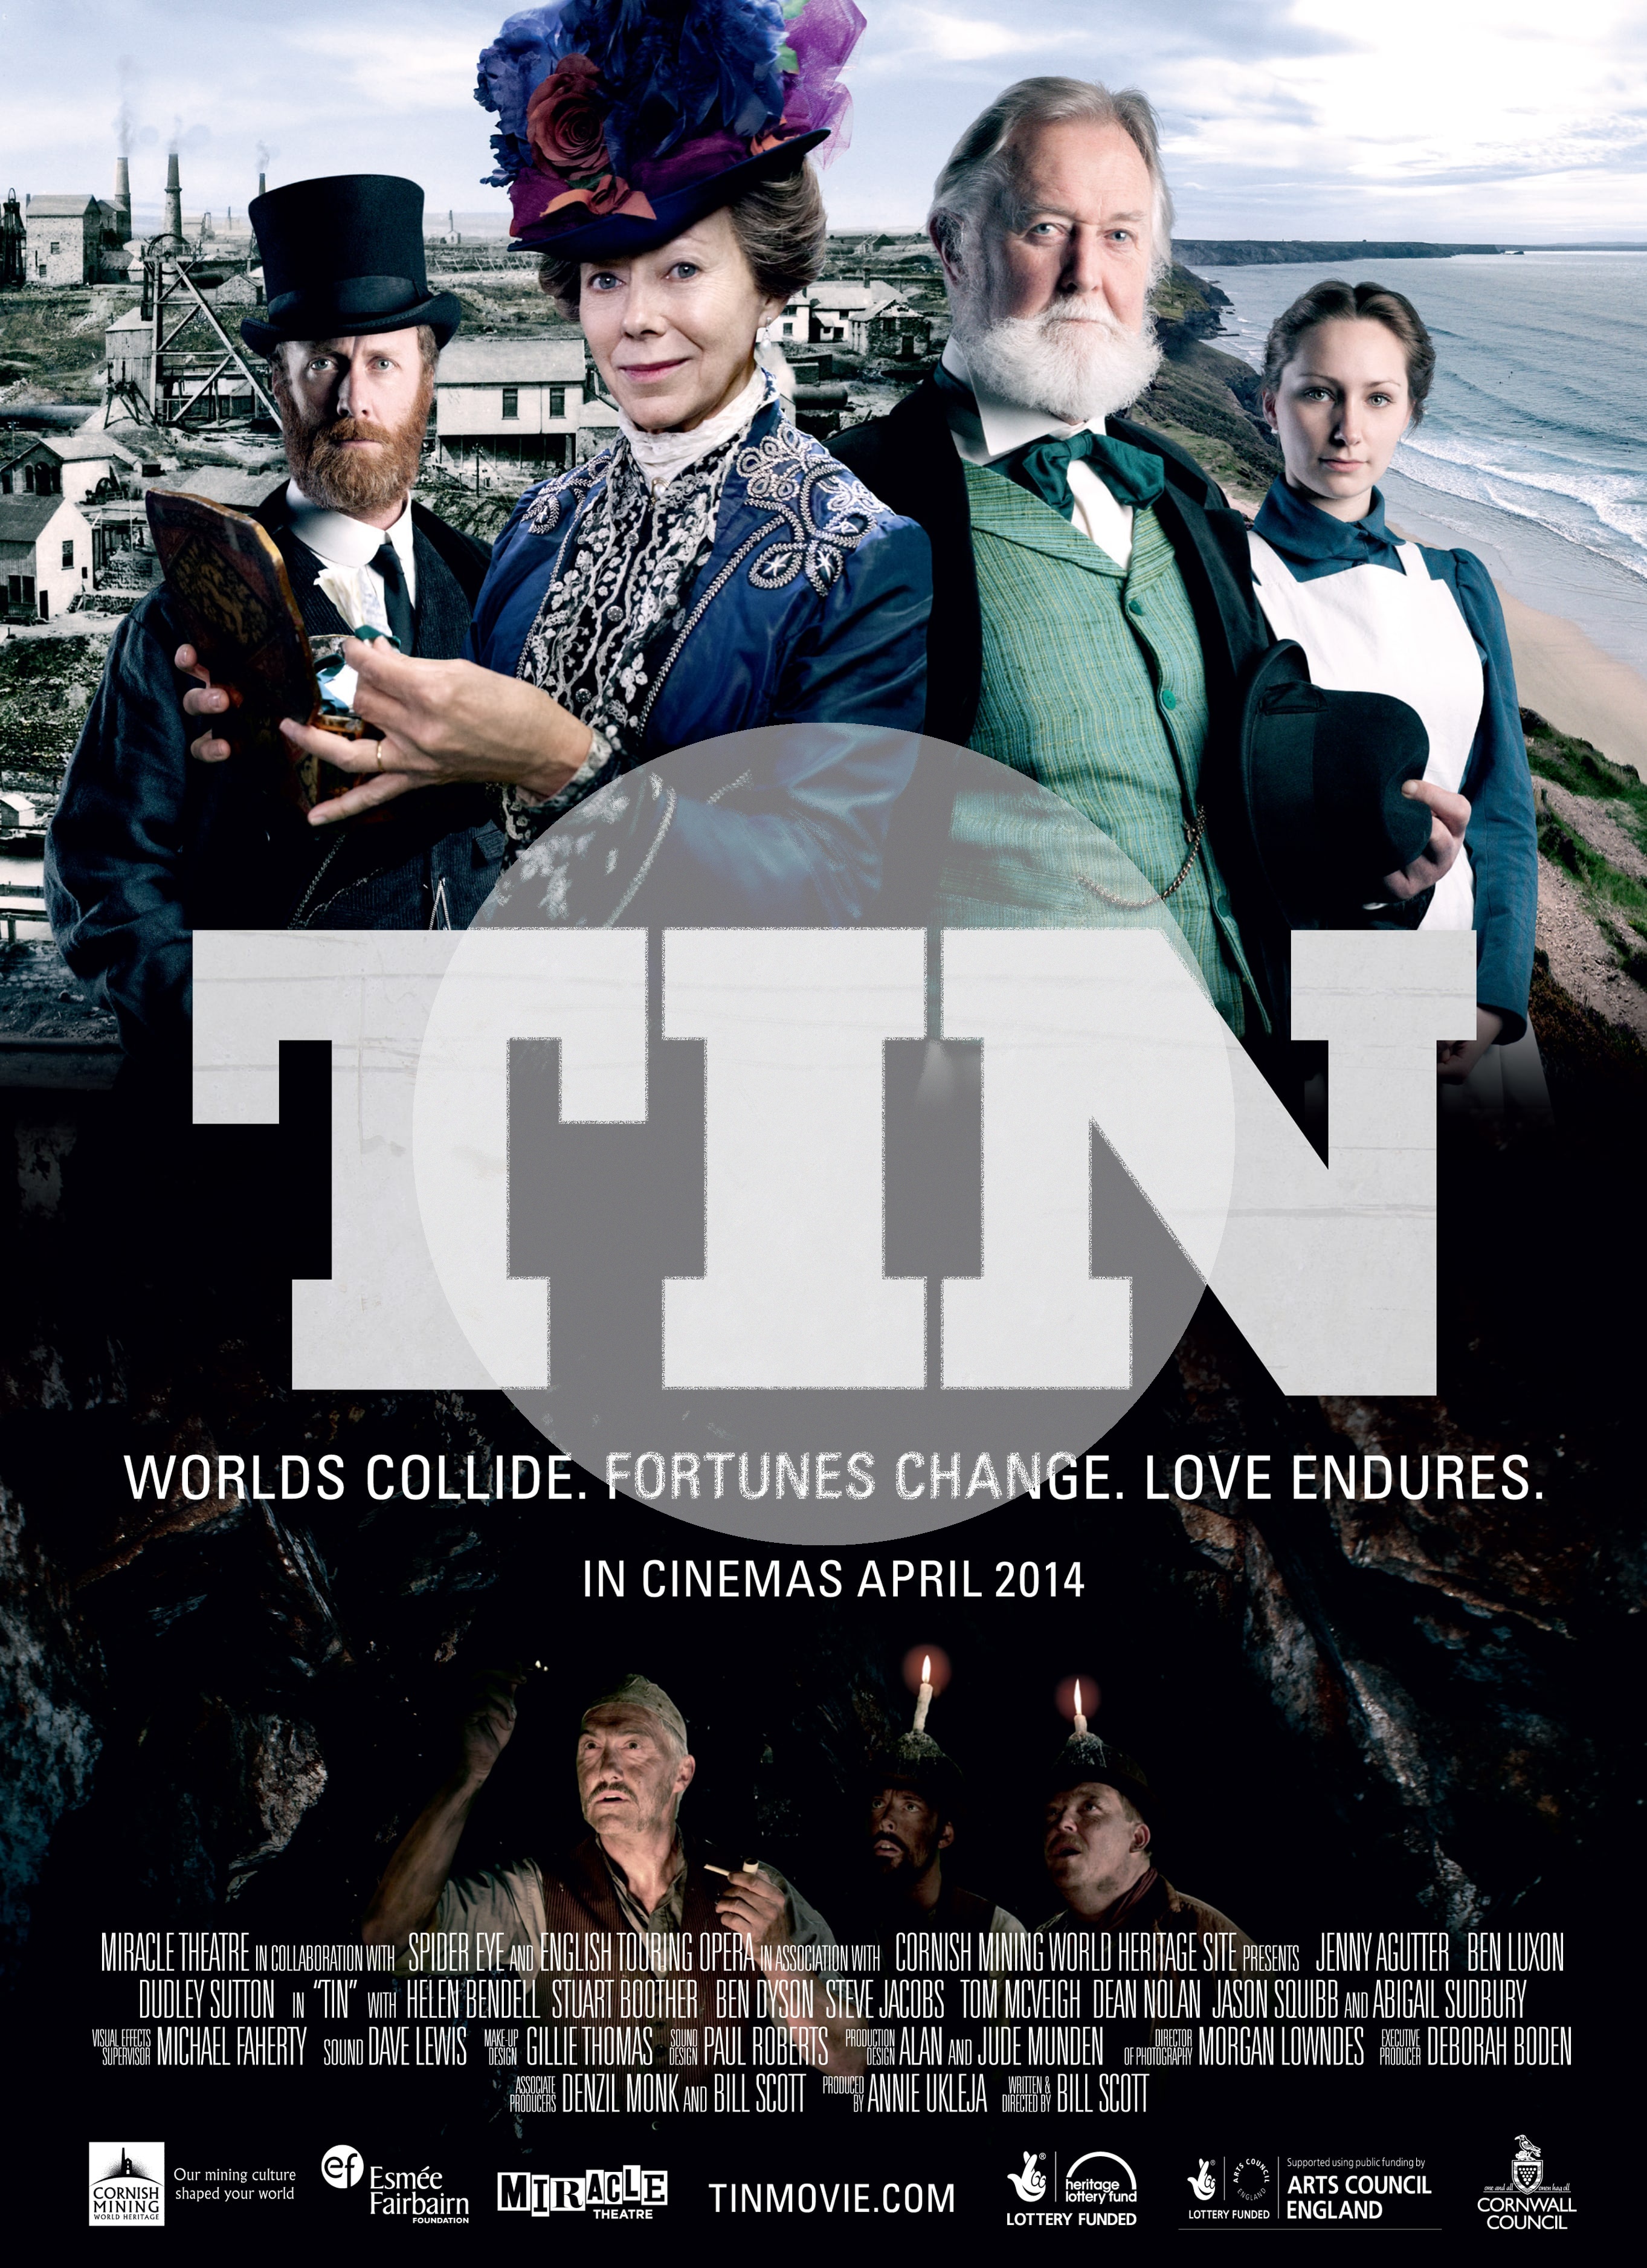 TIN
WORLDS COLLIDE. FORTUNES CHANGE. LOVE ENDURES.
IN CINEMAS APRIL 2014
MIRACLE THEATRE IN COLLABORATION WITH SPIDER EYE AND ENGLISH TOURING OPERA IN ASSOCIATION WITH CORNISH MINING WORLD HERITAGE SITE PRESENTS JENNY AGUTTER BEN LUXON
DUDLEY SUTTON IN "TIN" WITH HELEN BENDELL STUART BOOTHER BEN DYSON STEVE JACOBS TOM MCVEIGH DEAN NOLAN JASON SQUIBB AND ABIGAIL SUDBURY
VISUAL EFFECTS SUPERVISOR MICHAEL FAHERTY SOUND DAVE LEWIS MAKE-UP DESIGN GILLIE THOMAS SOUND DESIGN PAUL ROBERTS PRODUCTION DESIGN ALAN AND JUDE MUNDEN DIRECTOR OF PHOTOGRAPHY MORGAN LOWNDES EXECUTIVE PRODUCER DEBORAH BODEN
ASSOCIATE PRODUCERS DENZIL MONK AND BILL SCOTT PRODUCED BY ANNIE UKLEJA WRITTEN & DIRECTED BY BILL SCOTT
CORNISH
MINING
WORLD HERITAGE
Our mining culture
shaped your world
ef Esmée
Fairbairn
FOUNDATION
MIRACLE
THEATRE
TINMOVIE.COM
heritage
lottery fund
LOTTERY FUNDED
ARTS COUNCIL
ENGLAND
LOTTERY FUNDED
Supported using public funding by
ARTS COUNCIL
ENGLAND
one and all onen hag oll
CORNWALL
COUNCIL